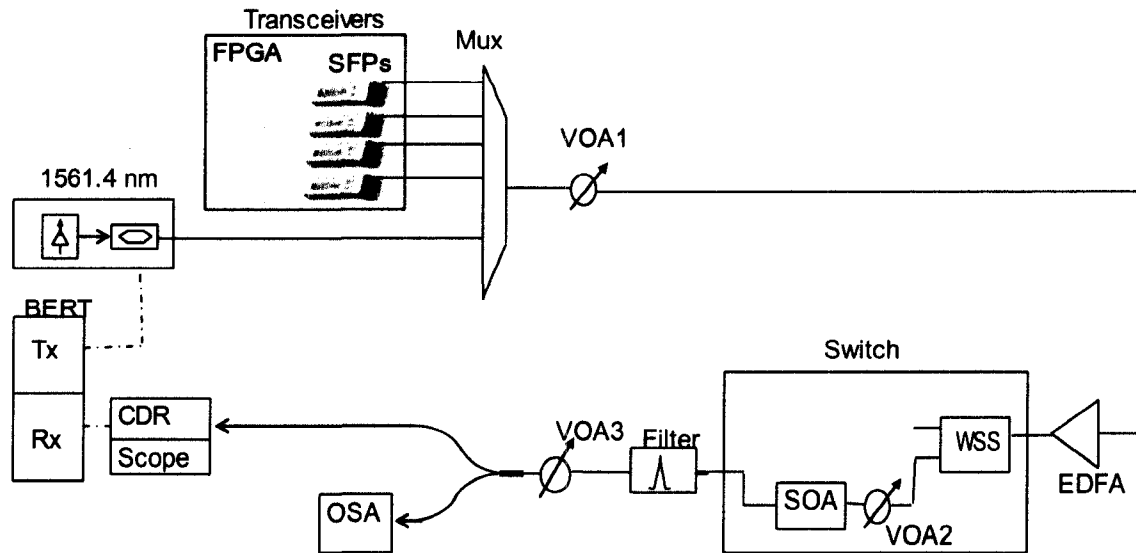 Transceivers
FPGA
SFPs
Mux
VOA1
1561.4 nm
BERT
Tx
Rx
CDR
Scope
OSA
VOA3
Filter
Switch
SOA
VOA2
WSS
EDFA